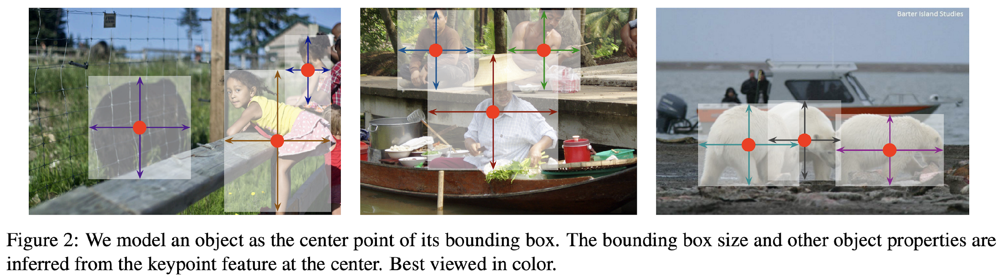 Barter Island Studies
Figure 2: We model an object as the center point of its bounding box. The bounding box size and other object properties are
inferred from the keypoint feature at the center. Best viewed in color.